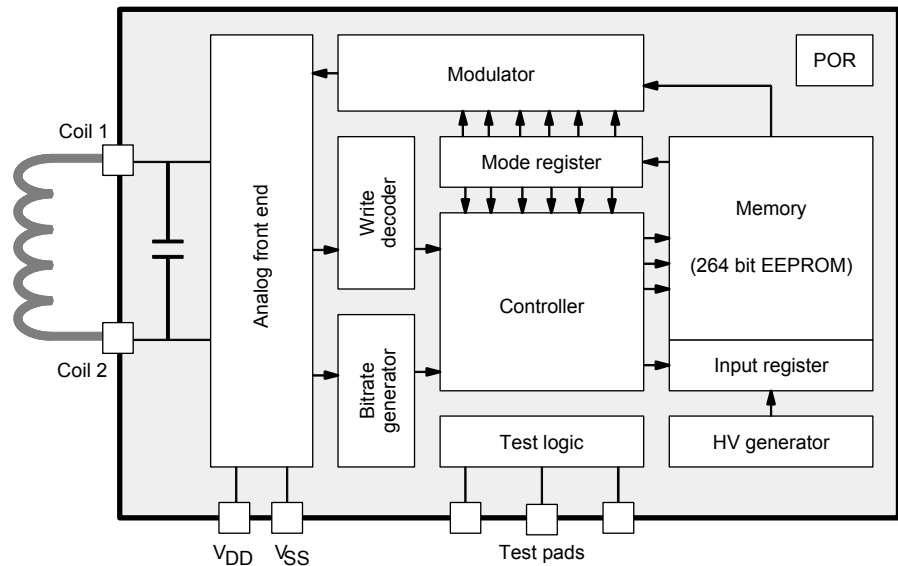 Modulator
POR
Coil 1
Mode register
Write
decoder
Memory
(264 bit EEPROM)
Analog front end
Controller
Coil 2
Bitrate
generator
Input register
Test logic
HV generator
VDD
VSS
Test pads